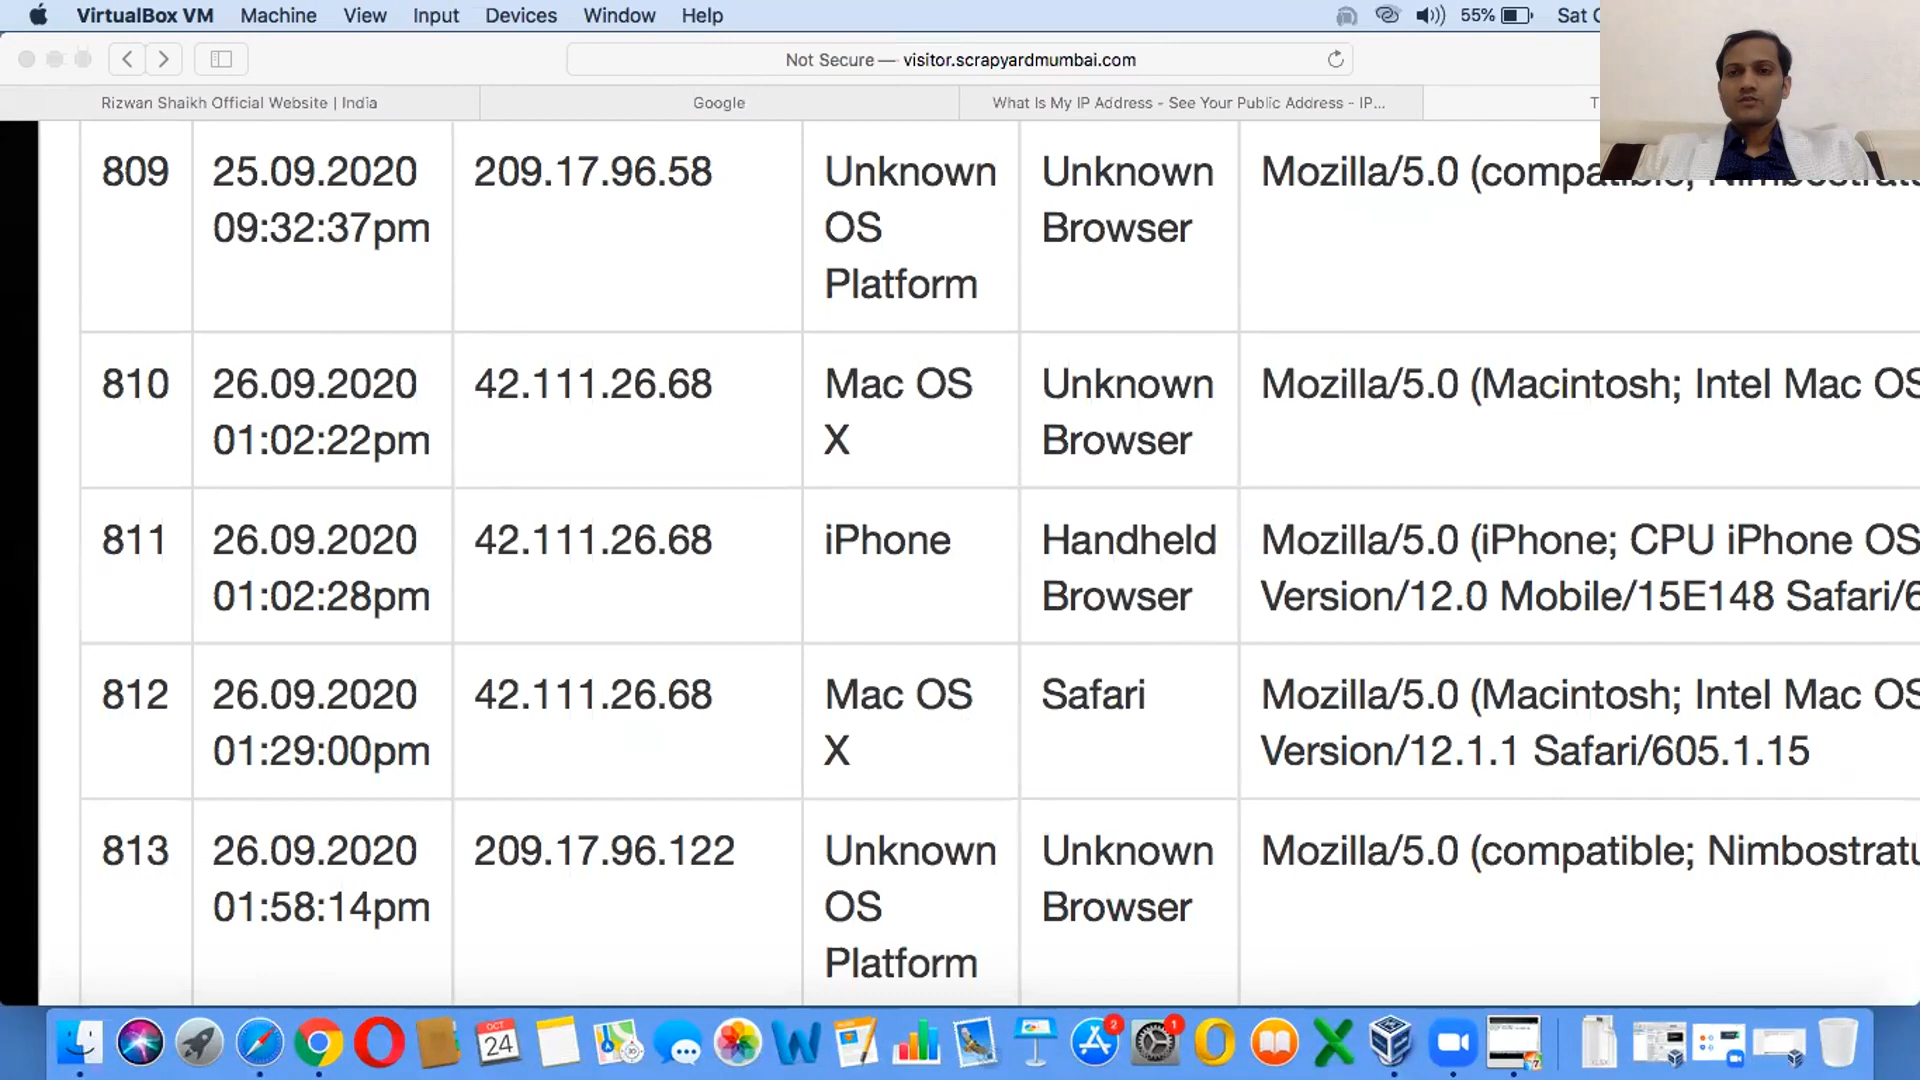 VirtualBox VM Machine View Input Devices Window Help 55% Sat
Not Secure — visitor.scrapyardmumbai.com
Rizwan Shaikh Official Website | India Google What Is My IP Address - See Your Public Address - IP...
809 25.09.2020 209.17.96.58 Unknown Unknown Mozilla/5.0 (compatible;
09:32:37pm OS Browser
Platform
810 26.09.2020 42.111.26.68 Mac OS Unknown Mozilla/5.0 (Macintosh; Intel Mac OS
01:02:22pm X Browser
811 26.09.2020 42.111.26.68 iPhone Handheld Mozilla/5.0 (iPhone; CPU iPhone OS
01:02:28pm Browser Version/12.0 Mobile/15E148 Safari/6
812 26.09.2020 42.111.26.68 Mac OS Safari Mozilla/5.0 (Macintosh; Intel Mac OS
01:29:00pm X Version/12.1.1 Safari/605.1.15
813 26.09.2020 209.17.96.122 Unknown Unknown Mozilla/5.0 (compatible; Nimbostratu
01:58:14pm OS Browser
Platform
OCT
24
2
1